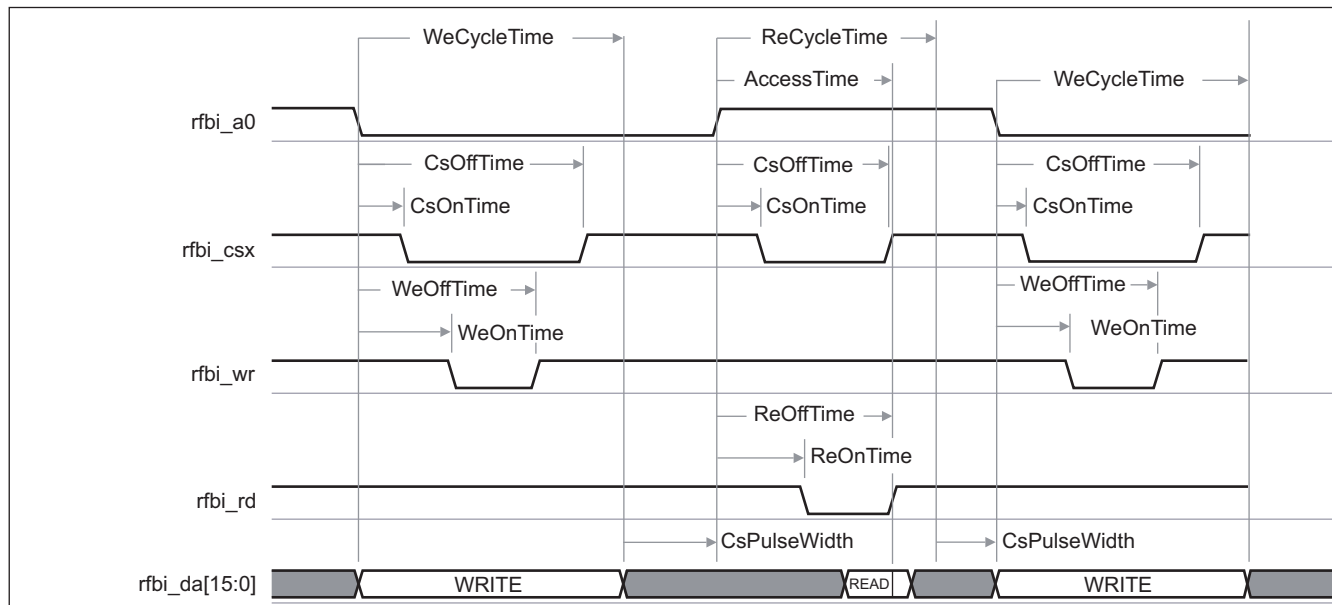 WeCycleTime ReCycleTime
AccessTime WeCycleTime
rfbi_a0
CsOffTime CsOffTime CsOffTime
CsOnTime CsOnTime CsOnTime
rfbi_csx
WeOffTime WeOffTime
WeOnTime WeOnTime
rfbi_wr
ReOffTime
ReOnTime
rfbi_rd
CsPulseWidth CsPulseWidth
rfbi_da[15:0] WRITE READ WRITE